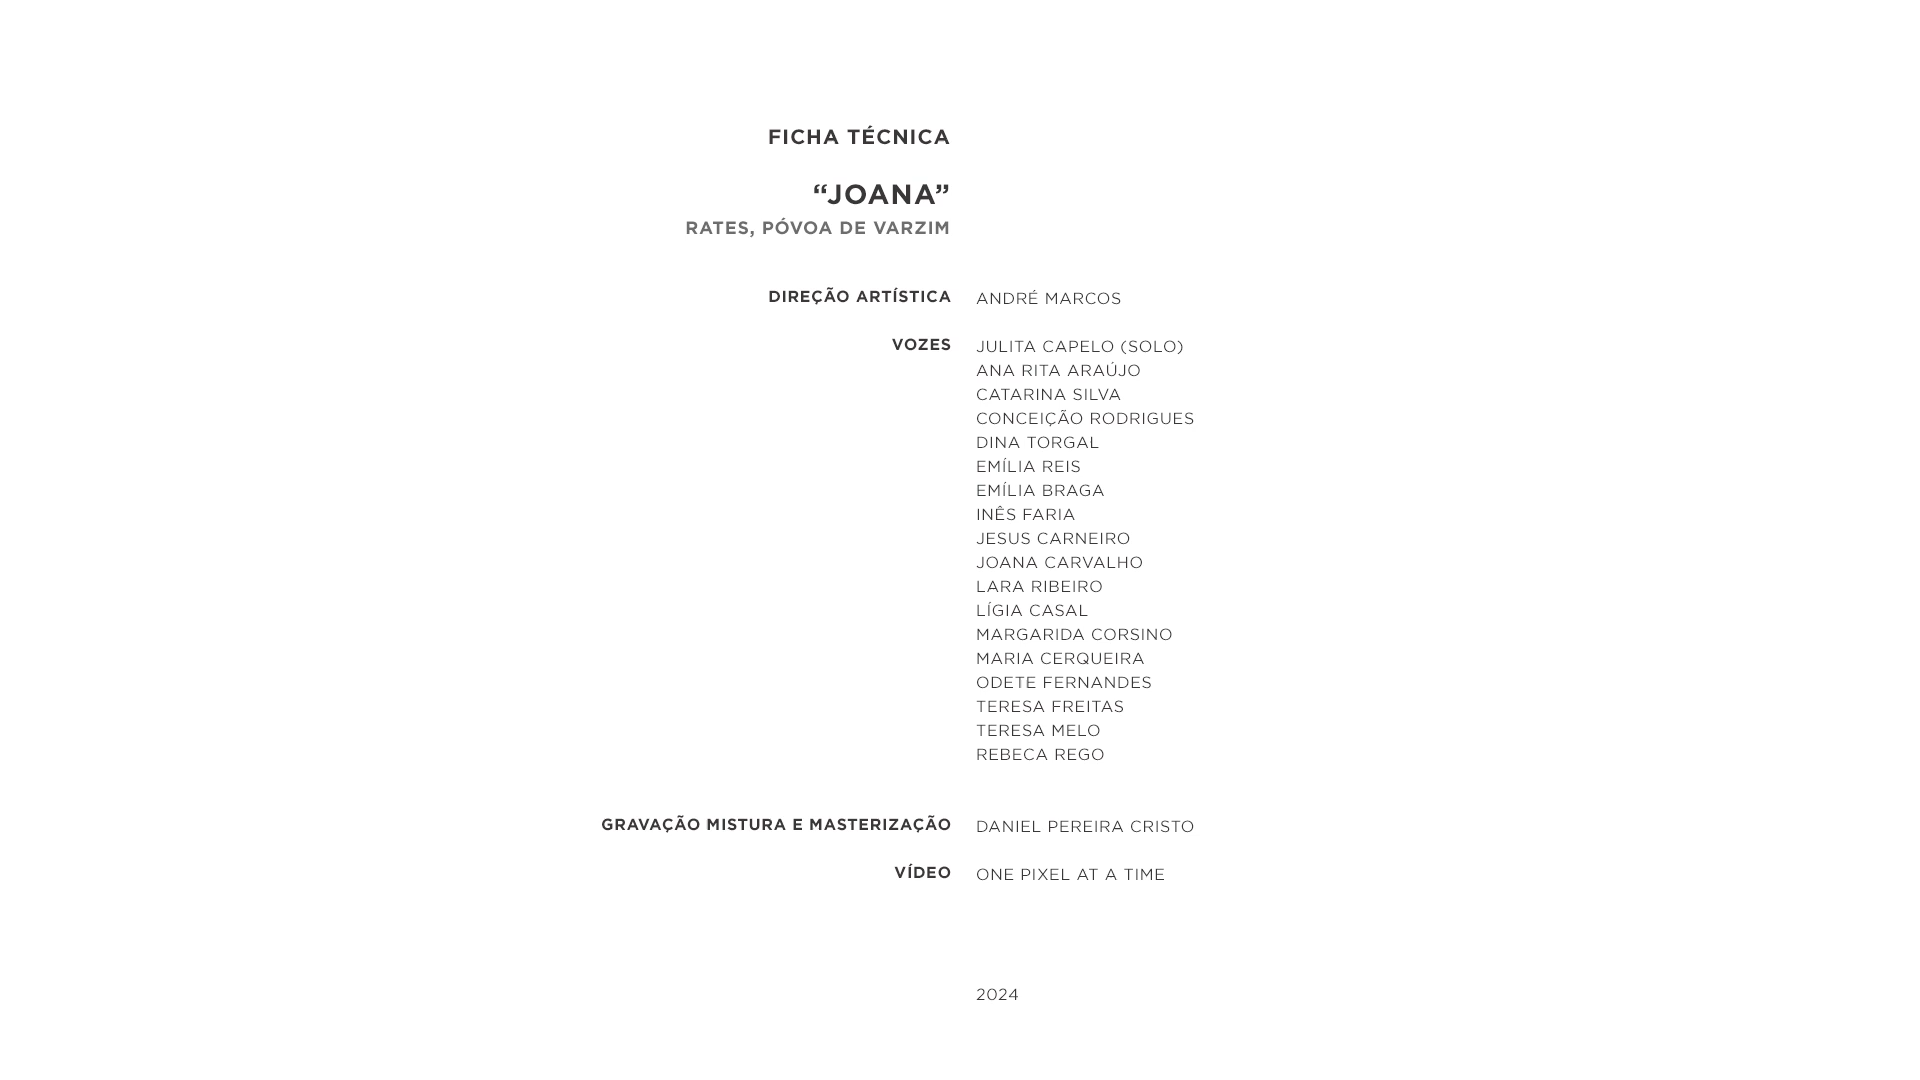 FICHA TÉCNICA
“JOANA”
RATES, PÓVOA DE VARZIM
DIREÇÃO ARTÍSTICA ANDRÉ MARCOS
VOZES JULITA CAPELO (SOLO)
ANA RITA ARAÚJO
CATARINA SILVA
CONCEIÇÃO RODRIGUES
DINA TORGAL
EMÍLIA REIS
EMÍLIA BRAGA
INÊS FARIA
JESUS CARNEIRO
JOANA CARVALHO
LARA RIBEIRO
LÍGIA CASAL
MARGARIDA CORSINO
MARIA CERQUEIRA
ODETE FERNANDES
TERESA FREITAS
TERESA MELO
REBECA REGO
GRAVAÇÃO MISTURA E MASTERIZAÇÃO DANIEL PEREIRA CRISTO
VÍDEO ONE PIXEL AT A TIME
2024